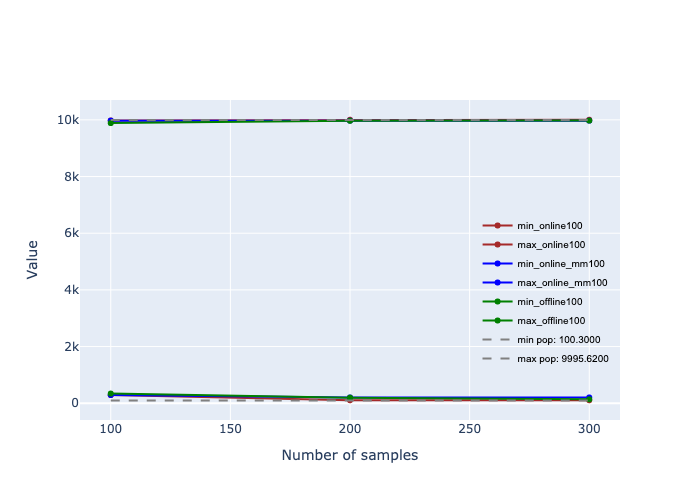 10k
8k
6k
4k
2k
0
Value
100
150
200
250
300
Number of samples
min_online100
max_online100
min_online_mm100
max_online_mm100
min_offline100
max_offline100
min pop: 100.3000
max pop: 9995.6200